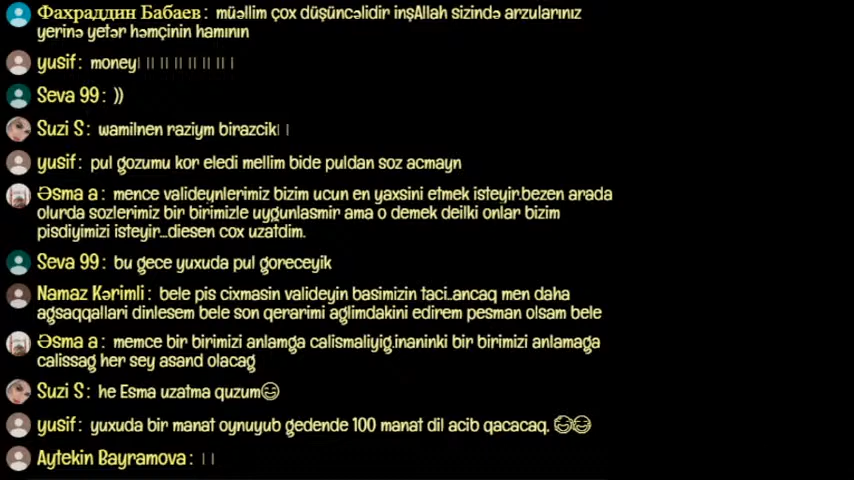 Фахраддин Бабаев: müəllim çox düşüncəlidir inşAllah sizində arzularınız
yerinə yetər həmçinin hamının
yusif: money
Seva 99: ))
Suzi S: wamilnen raziym birazcik
yusif: pul gozumu kor eledi mellim bide puldan soz acmayn
Əsma a: mence valideynlerimiz bizim ucun en yaxsini etmek isteyir.bezen arada
olurda sozlerimiz bir birimizle uygunlasmir ama o demek deilki onlar bizim
pisdiyimizi isteyir...diesen cox uzatdim.
Seva 99: bu gece yuxuda pul goreceyik
Namaz Kərimli: bele pis cixmasin valideyin basimizin taci..ancaq men daha
agsaqqallari dinlesem bele son qerarimi aglimdakini edirem pesman olsam bele
Əsma a: memce bir birimizi anlamga calismaliyig.inaninki bir birimizi anlamaga
calissag her sey asand olacag
Suzi S: he Esma uzatma quzum😅
yusif: yuxuda bir manat oynuyub gedende 100 manat dil acib qacacaq. 😂😂
Aytekin Bayramova: